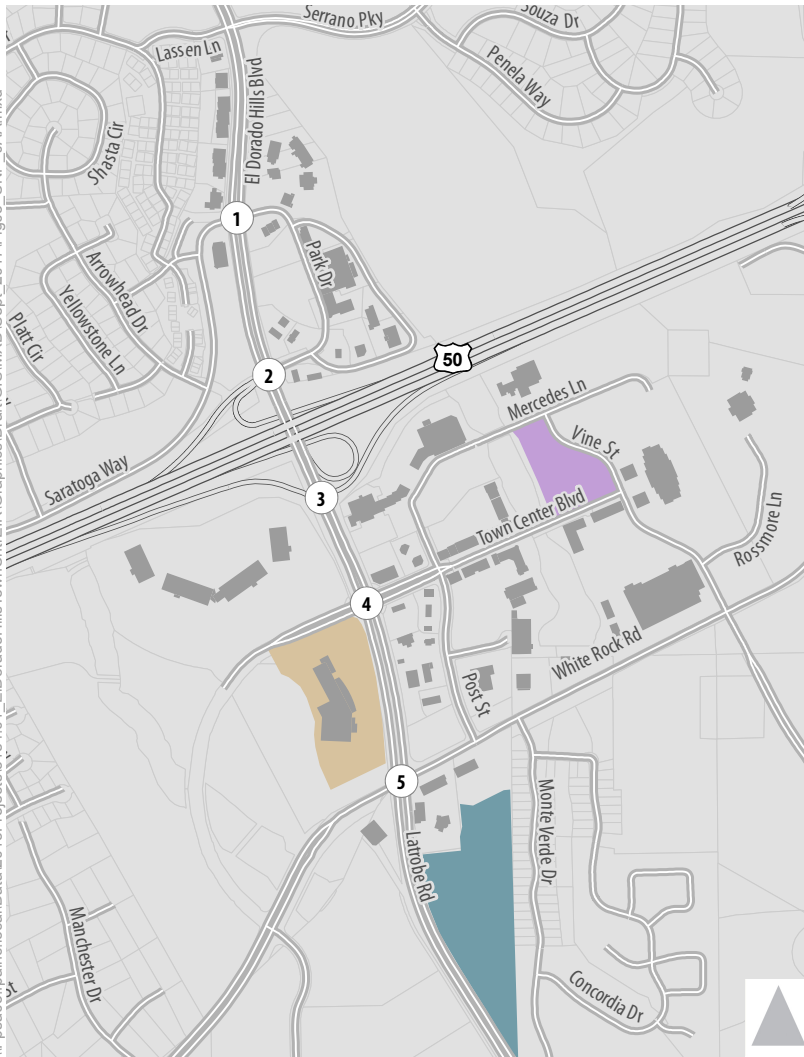 Serrano Pky
Souza Dr
Lassen Ln
El Dorado Hills Blvd
Penela Way
Shasta Cir
1
Park Dr
Arrowhead Dr
Yellowstone Ln
Platt Cir
50
2
Mercedes Ln
Vine St
Saratoga Way
3
Town Center Blvd
Rossmore Ln
4
White Rock Rd
Post St
5
Monte Verde Dr
Latrobe Rd
Manchester Dr
Concordia Dr
St